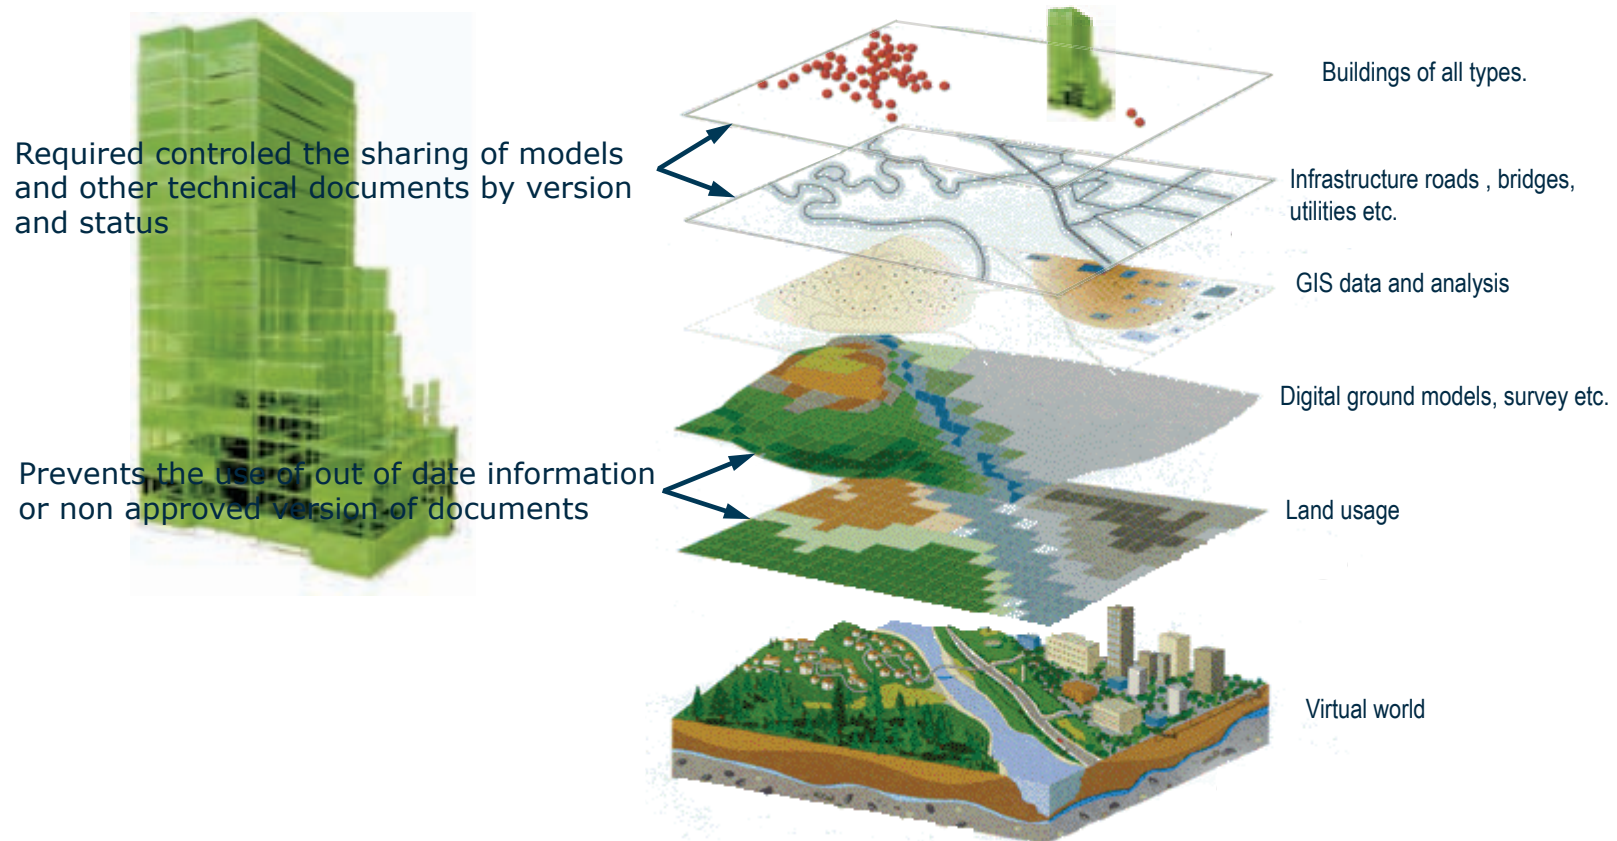 Required controled the sharing of models
and other technical documents by version
and status
Prevents the use of out of date information
or non approved version of documents
Buildings of all types.
Infrastructure roads , bridges,
utilities etc.
GIS data and analysis
Digital ground models, survey etc.
Land usage
Virtual world